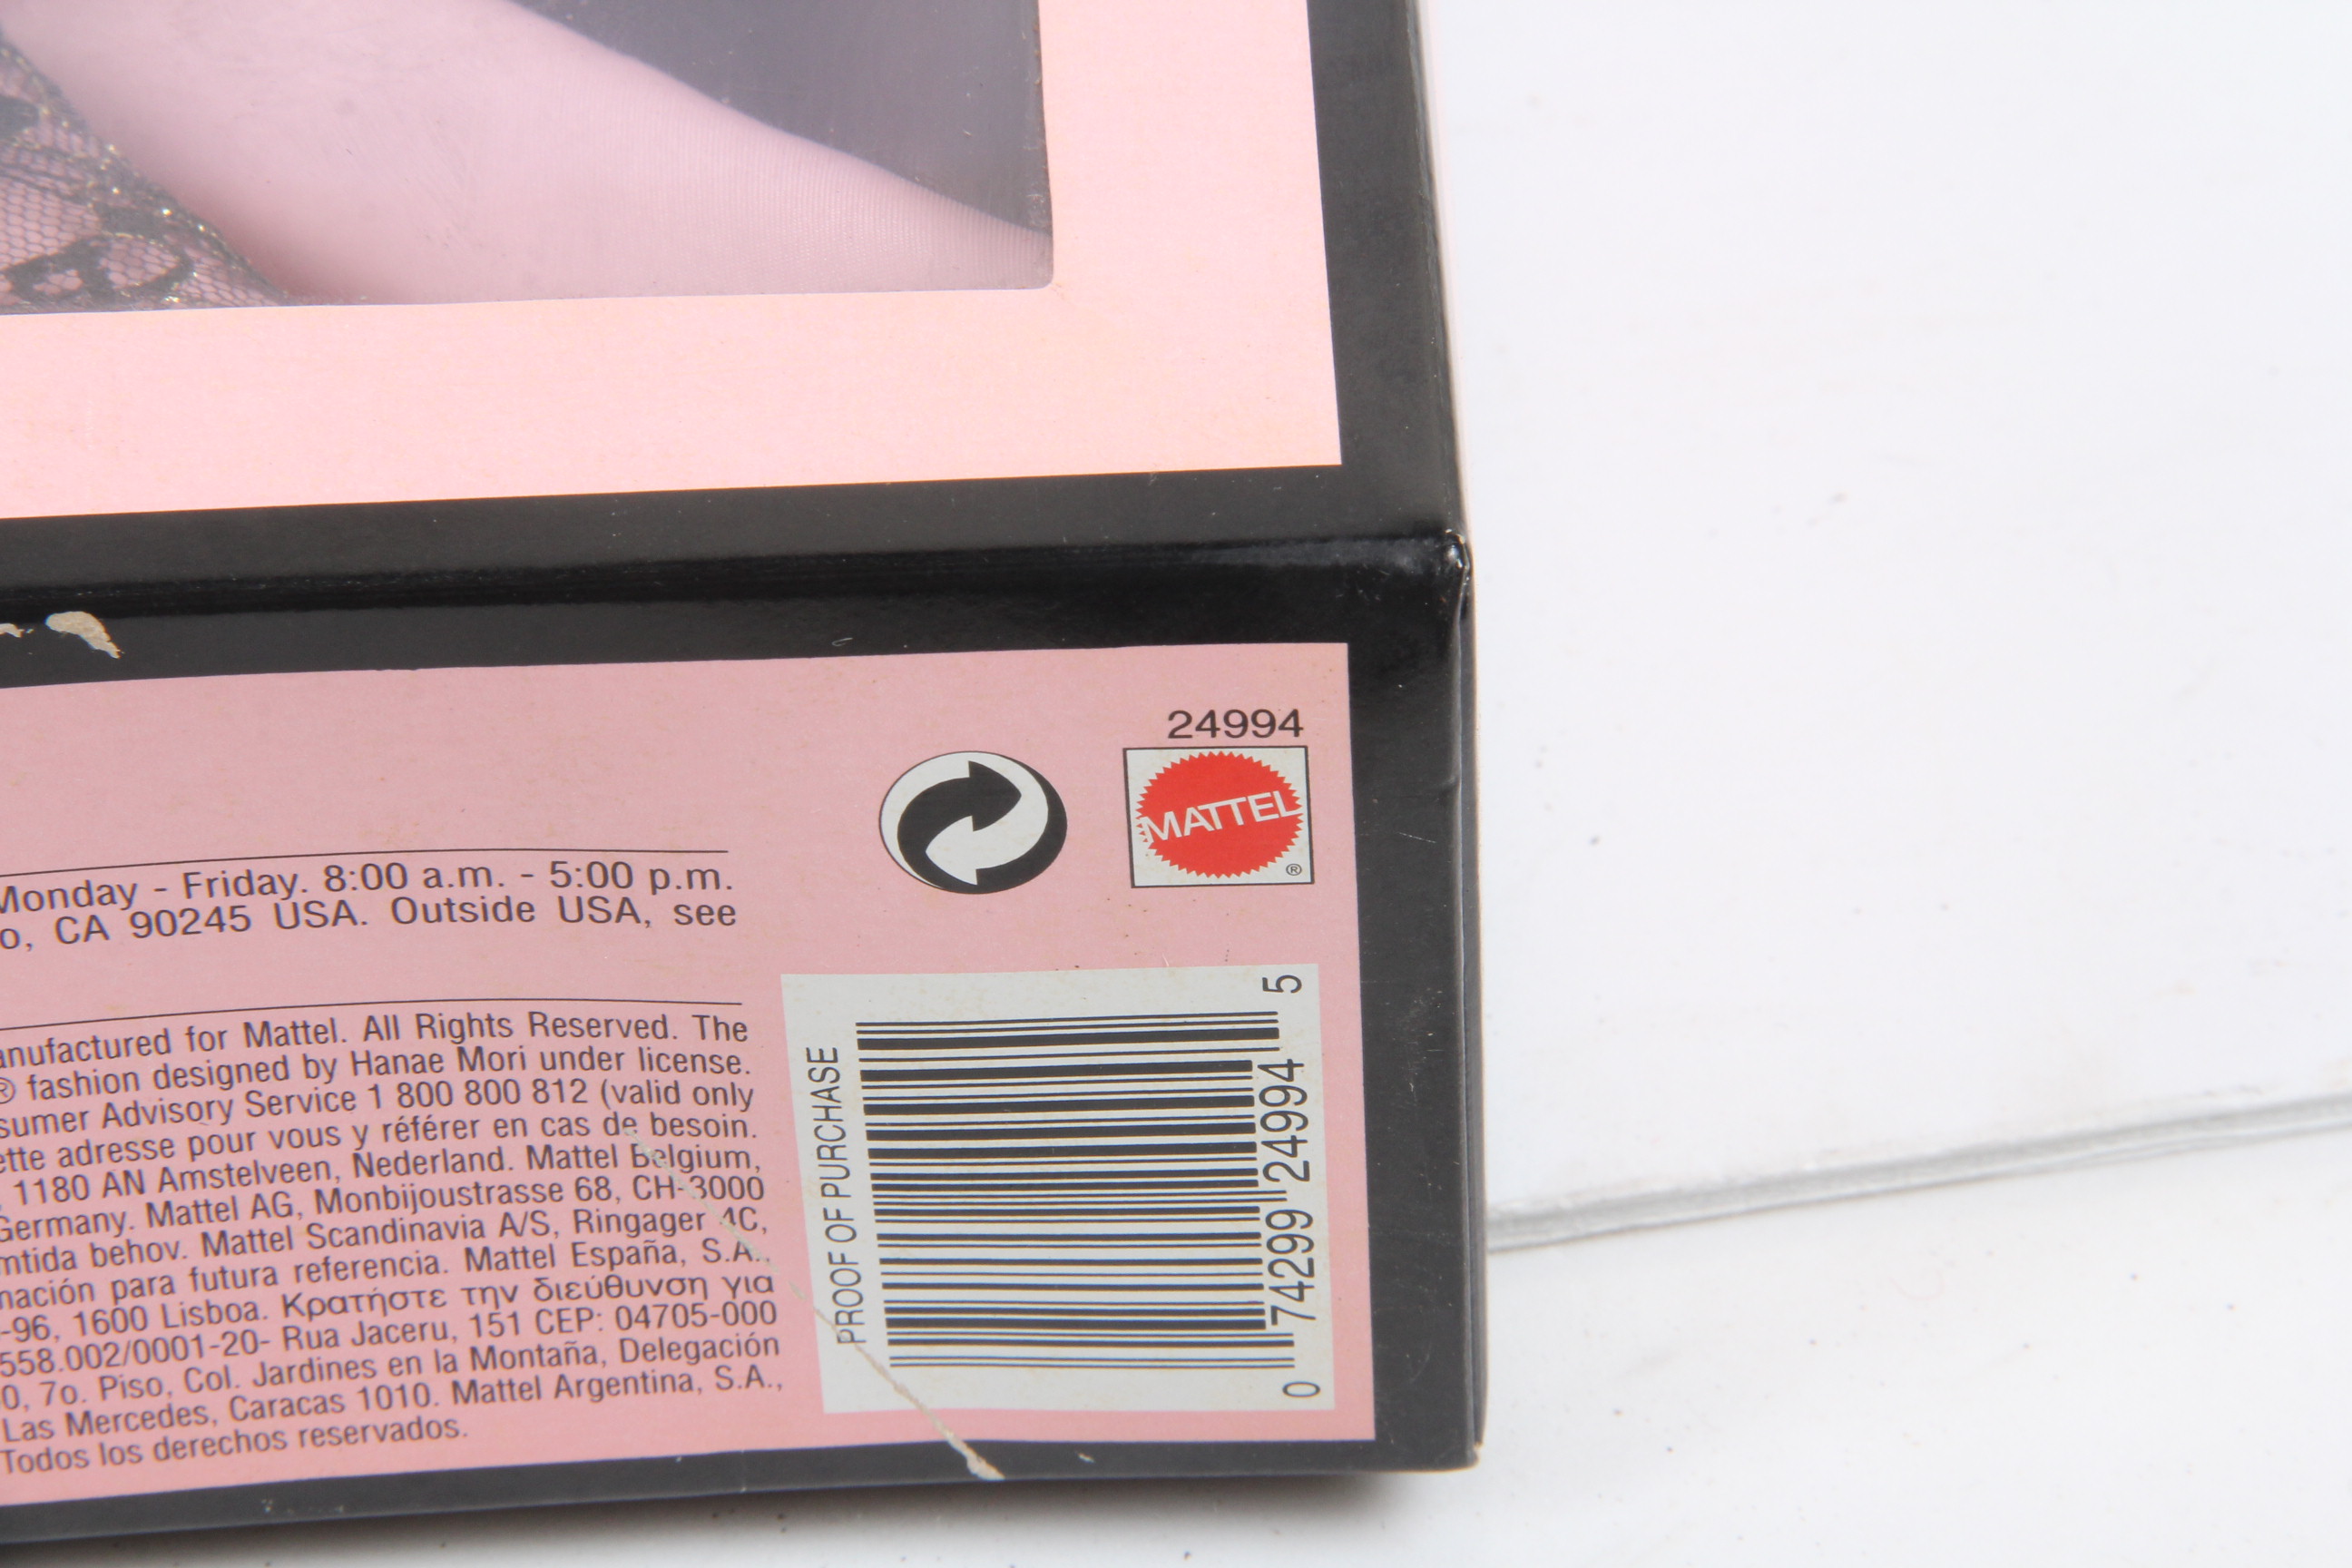 24994
MATTEL
®
Monday - Friday. 8:00 a.m. - 5:00 p.m.
CA 90245 USA. Outside USA, see
for Mattel. All Rights Reserved. The
® fashion designed by Hanae Mori under license.
Advisory Service 1 800 800 812 (valid only
adresse pour vous y référer en cas de besoin.
1180 AN Amstelveen, Nederland. Mattel Belgium,
Germany. Mattel AG, Monbijoustrasse 68, CH-3000
behov. Mattel Scandinavia A/S, Ringager 4C,
para futura referencia. Mattel España, S.A.,
-96, 1600 Lisboa. Κρατήστε την διεύθυνση για
558.002/0001-20- Rua Jaceru, 151 CEP: 04705-000
0, 7o. Piso, Col. Jardines en la Montaña, Delegación
Las Mercedes, Caracas 1010. Mattel Argentina, S.A.,
Todos los derechos reservados.
PROOF OF PURCHASE
0 74299 24994 5